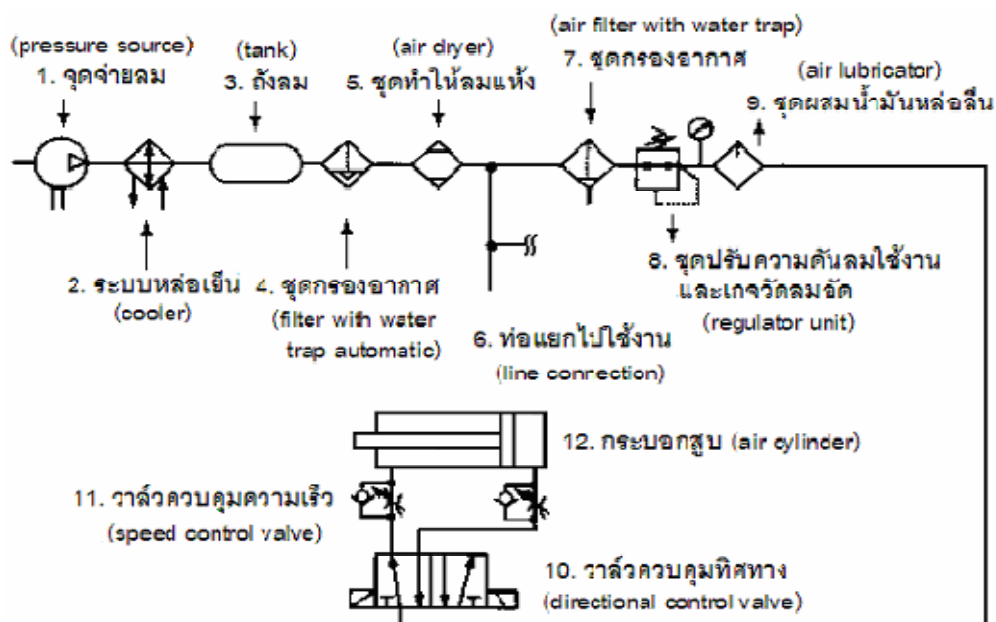 (pressure source)
1. จุดจ่ายลม
(tank)
3. ถังลม
(air dryer)
5. ชุดทำให้ลมแห้ง
(air filter with water trap)
7. ชุดกรองอากาศ
(air lubricator)
9. ชุดผสมน้ำมันหล่อลื่น
2. ระบบหล่อเย็น
(cooler)
4. ชุดกรองอากาศ
(filter with water
trap automatic)
6. ท่อแยกไปใช้งาน
(line connection)
8. ชุดปรับความดันลมใช้งาน
และเกจวัดลมอัด
(regulator unit)
12. กระบอกสูบ (air cylinder)
11. วาล์วควบคุมความเร็ว
(speed control valve)
10. วาล์วควบคุมทิศทาง
(directional control valve)